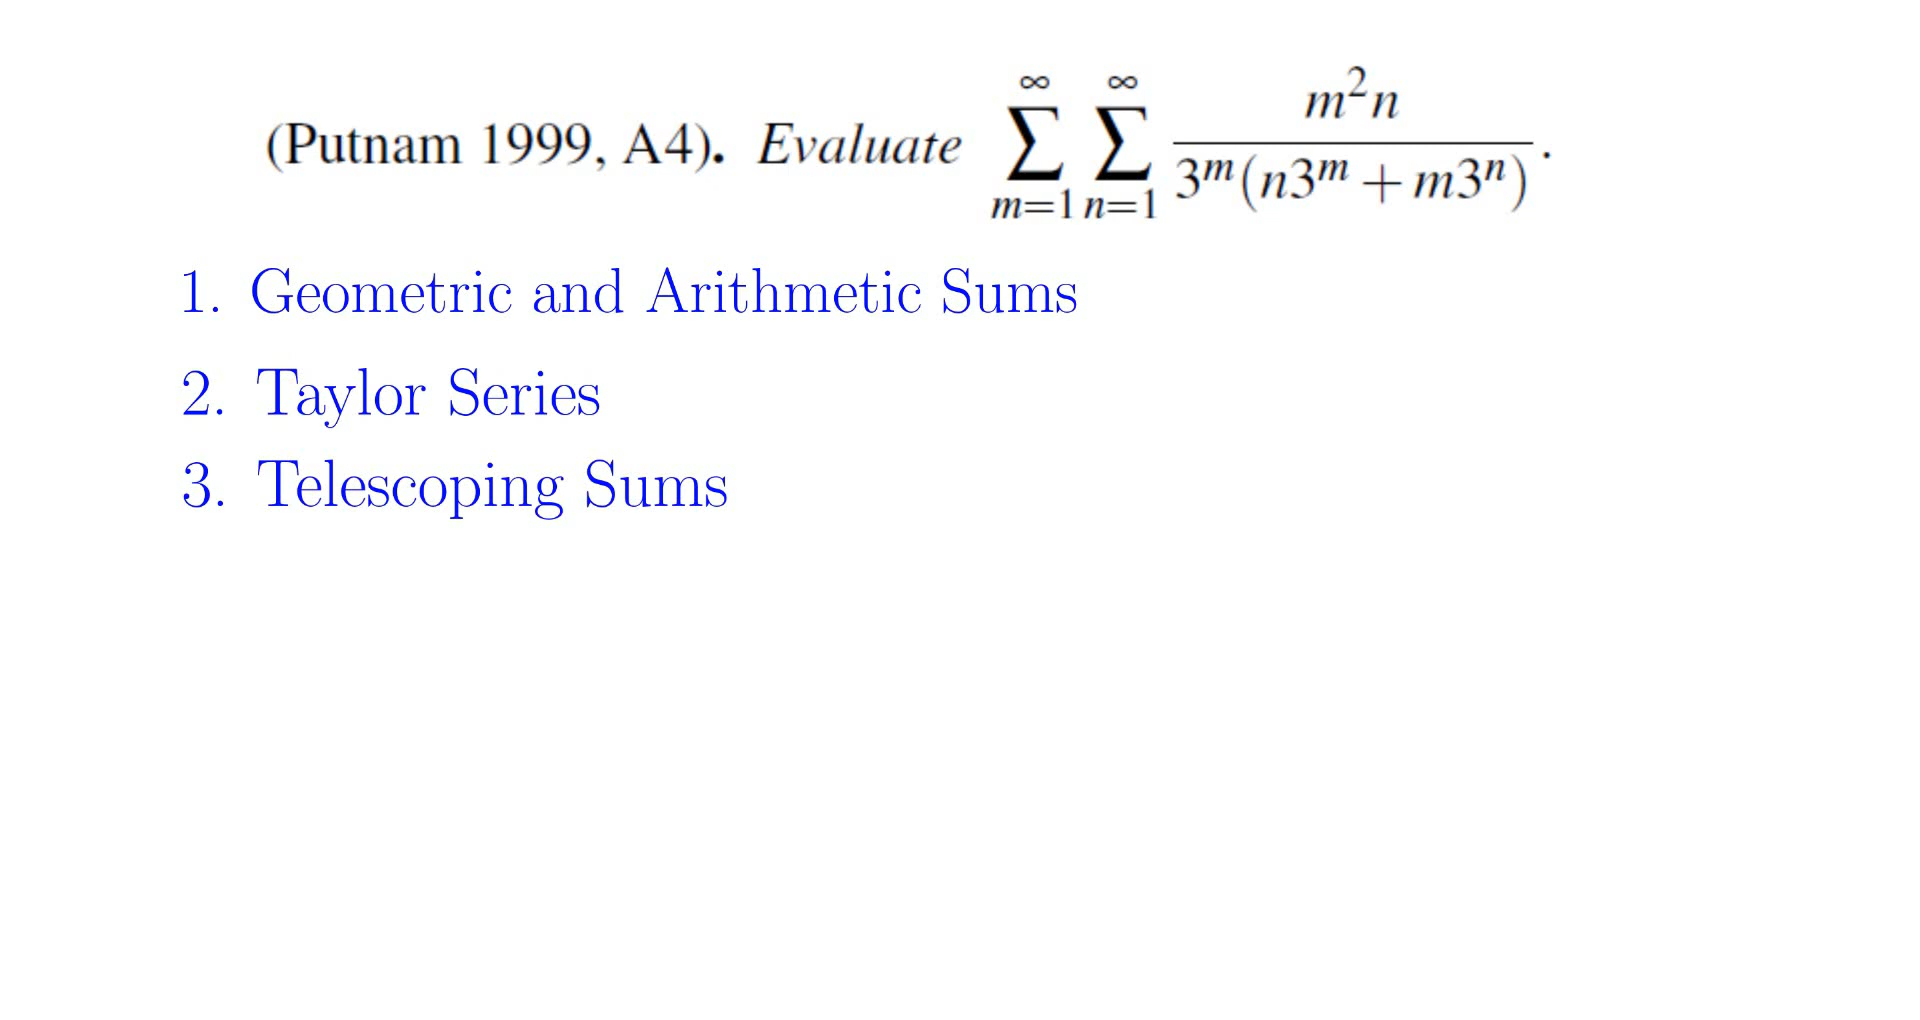 (Putnam 1999, A4). Evaluate $\sum_{m=1}^{\infty} \sum_{n=1}^{\infty} \frac{m^2 n}{3^m (n3^m + m3^n)}$.
1. Geometric and Arithmetic Sums
2. Taylor Series
3. Telescoping Sums